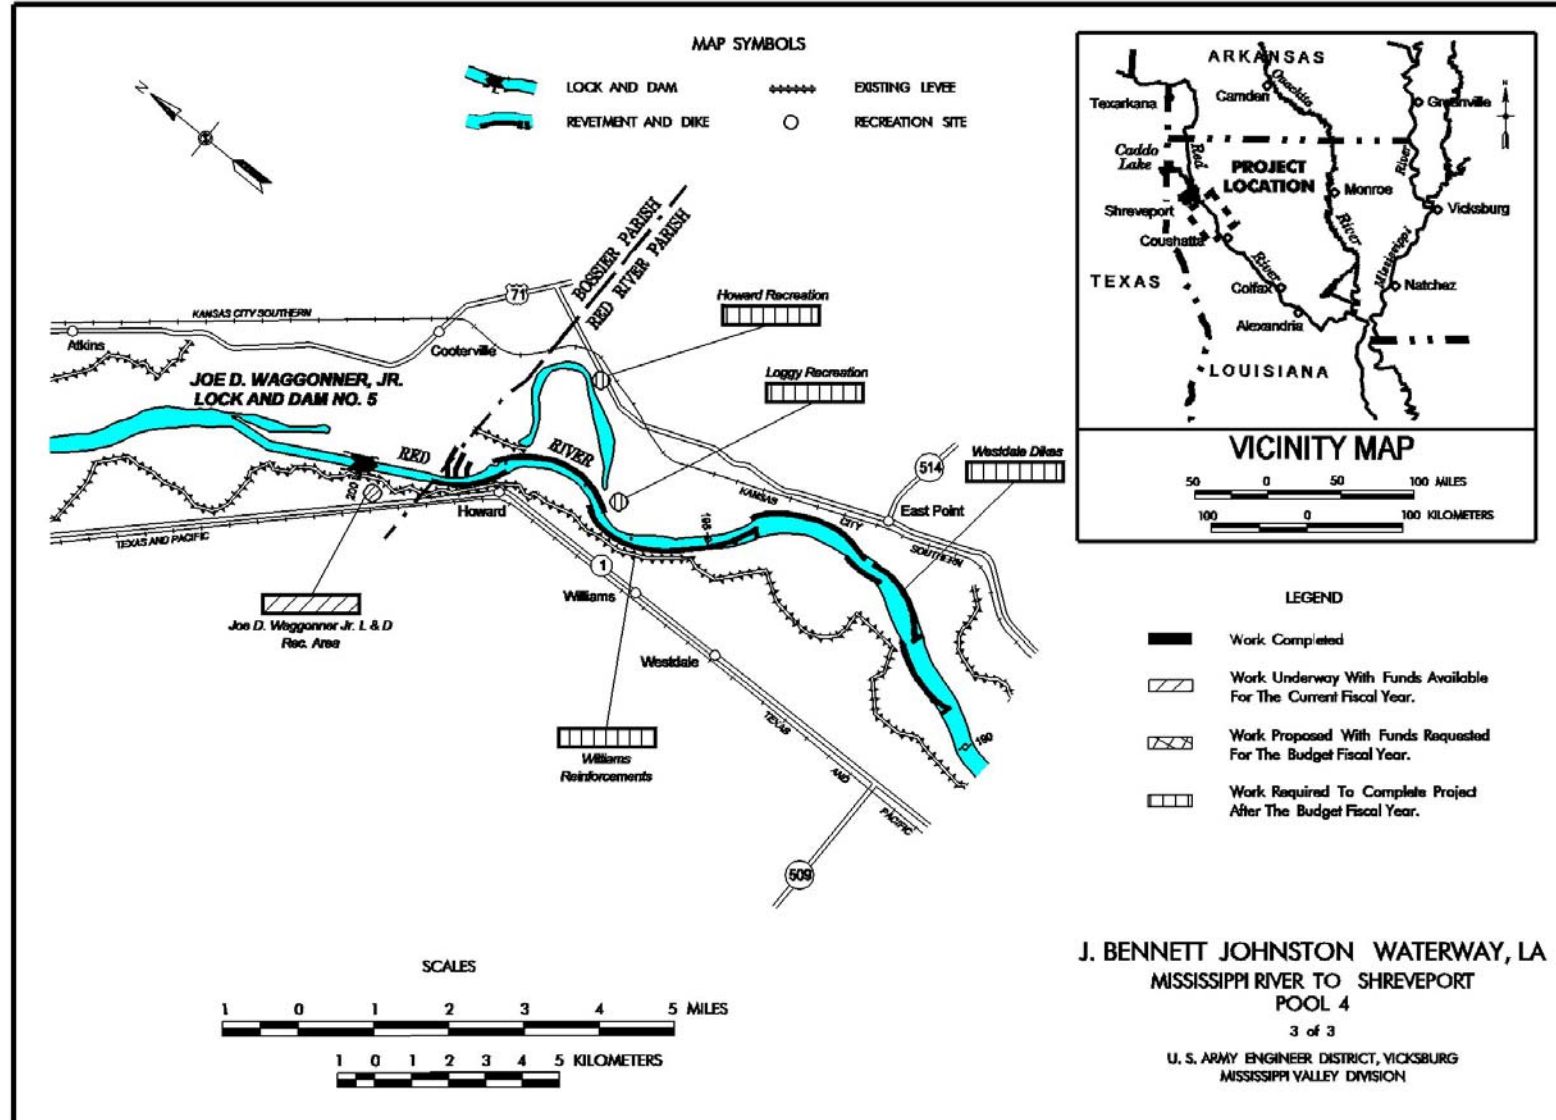 MAP SYMBOLS
LOCK AND DAM
EXISTING LEVEE
REVETMENT AND DIKE
RECREATION SITE
N
BOSSIER PARISH
RED RIVER PARISH
71
KANSAS CITY SOUTHERN
Atkins
Cooterville
Howard Recreation
Loggy Recreation
JOE D. WAGGONNER, JR.
LOCK AND DAM NO. 5
RED
RIVER
Westdale Dikes
514
KANSAS
CITY
SOUTHERN
East Point
200
Howard
195
TEXAS AND PACIFIC
1
Williams
Joe D. Waggonner Jr. L & D
Rec. Area
Westdale
190
Williams
Reinforcements
TEXAS
AND
PACIFIC
509
SCALES
1 0 1 2 3 4 5 MILES
1 0 1 2 3 4 5 KILOMETERS
ARKANSAS
Texarkana
Camden
Ouachita
Greenville
N
Caddo
Lake
Red
River
PROJECT
LOCATION
Monroe
Shreveport
Vicksburg
Coushatta
River
River
Mississippi
TEXAS
Colfax
Natchez
Alexandria
LOUISIANA
VICINITY MAP
50 0 50 100 MILES
100 0 100 KILOMETERS
LEGEND
Work Completed
Work Underway With Funds Available
For The Current Fiscal Year.
Work Proposed With Funds Requested
For The Budget Fiscal Year.
Work Required To Complete Project
After The Budget Fiscal Year.
J. BENNETT JOHNSTON WATERWAY, LA
MISSISSIPPI RIVER TO SHREVEPORT
POOL 4
3 of 3
U. S. ARMY ENGINEER DISTRICT, VICKSBURG
MISSISSIPPI VALLEY DIVISION